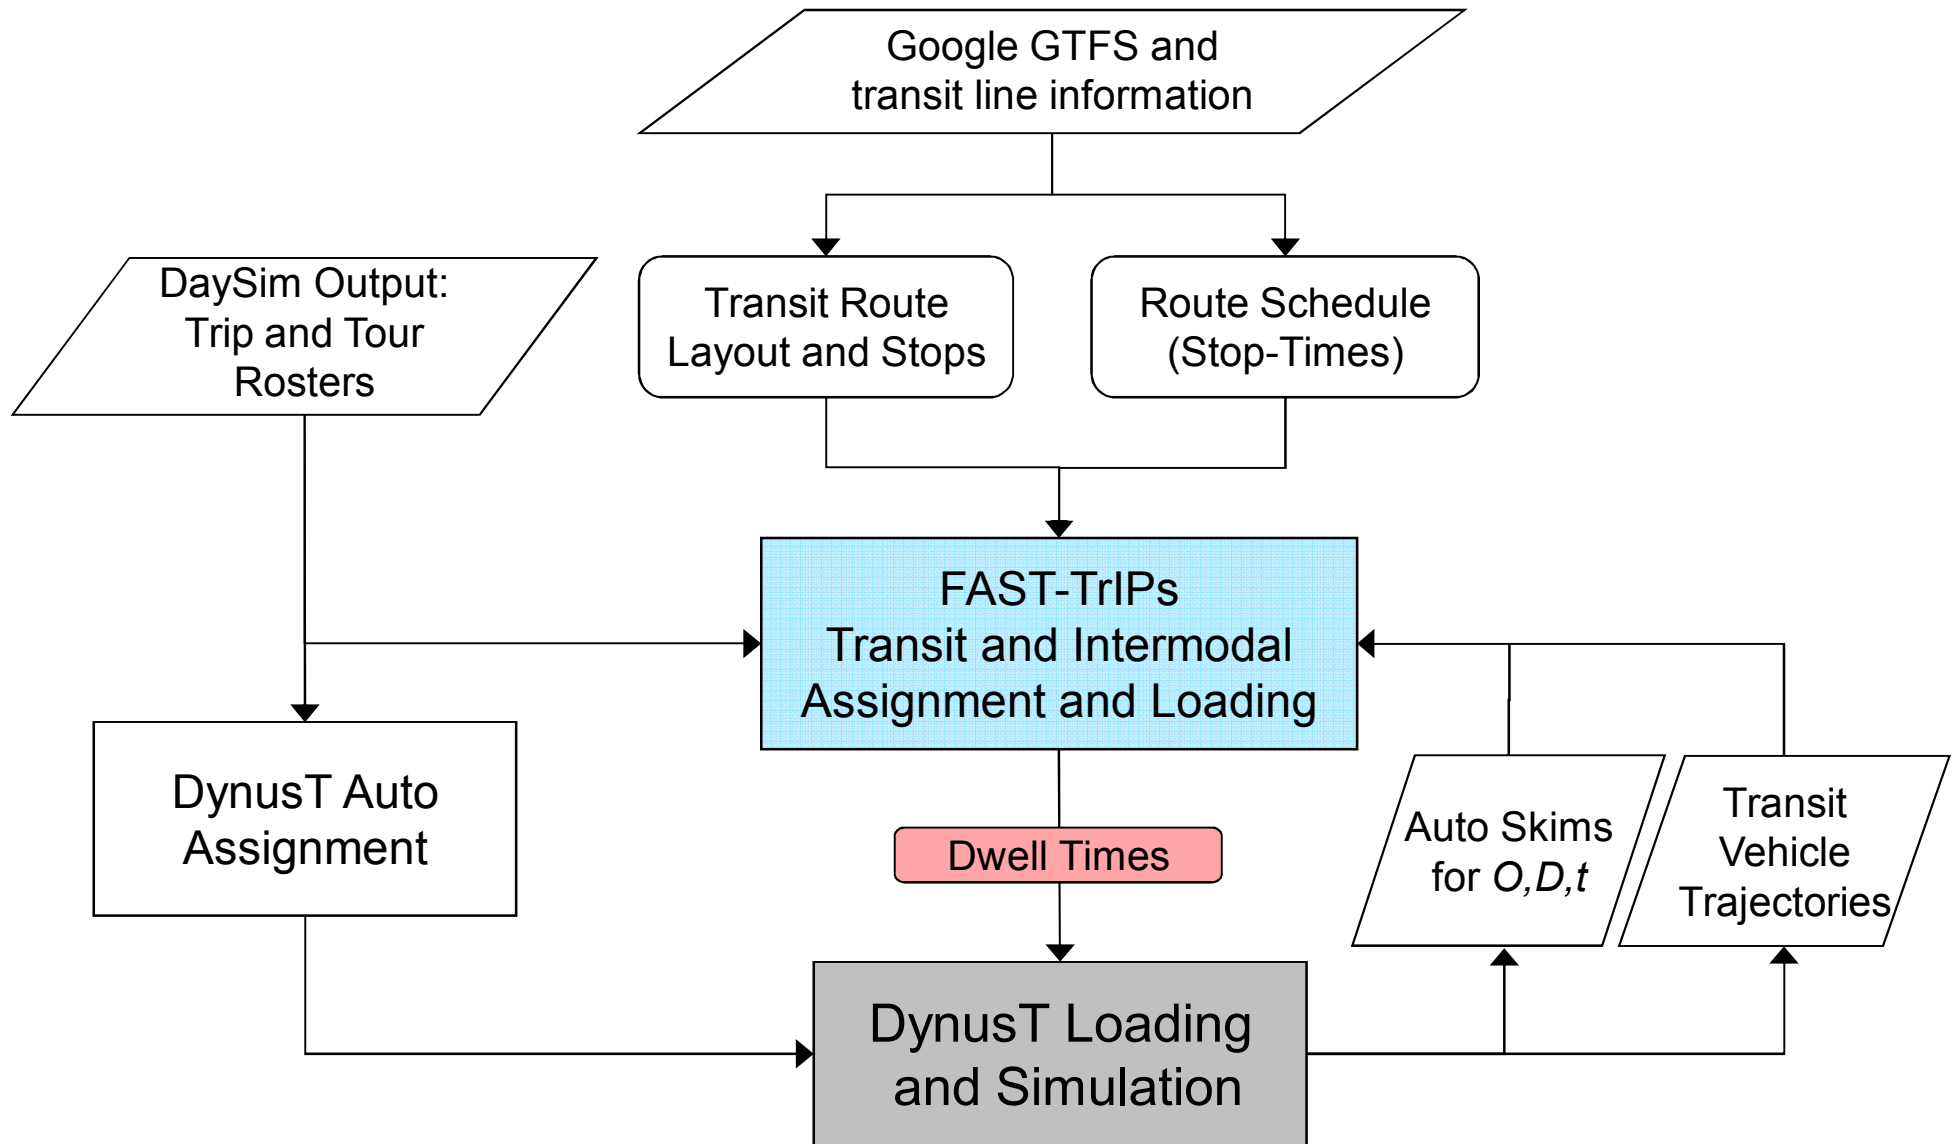 Google GTFS and
transit line information
DaySim Output:
Trip and Tour
Rosters
Transit Route
Layout and Stops
Route Schedule
(Stop-Times)
FAST-TrIPs
Transit and Intermodal
Assignment and Loading
DynusT Auto
Assignment
Dwell Times
Auto Skims
for O,D,t
Transit
Vehicle
Trajectories
DynusT Loading
and Simulation